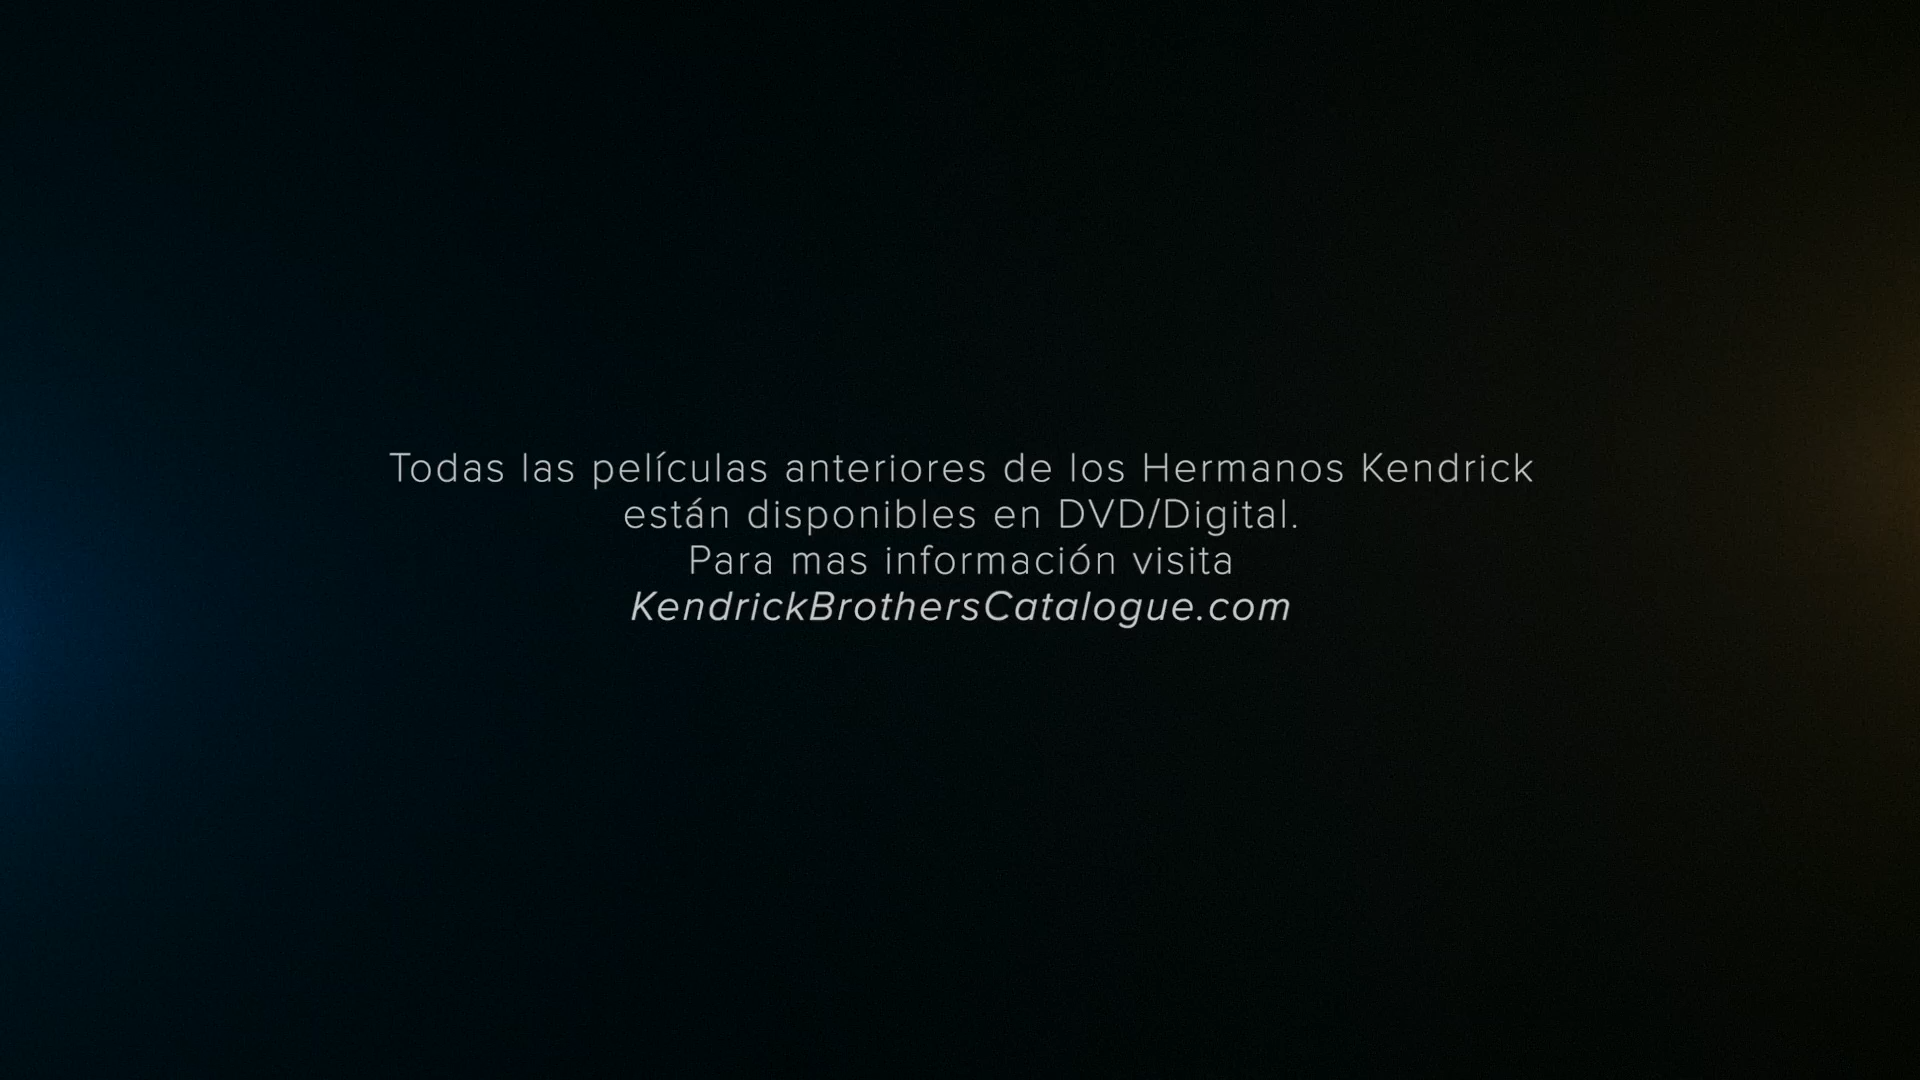 Todas las películas anteriores de los Hermanos Kendrick
están disponibles en DVD/Digital.
Para mas información visita
KendrickBrothersCatalogue.com